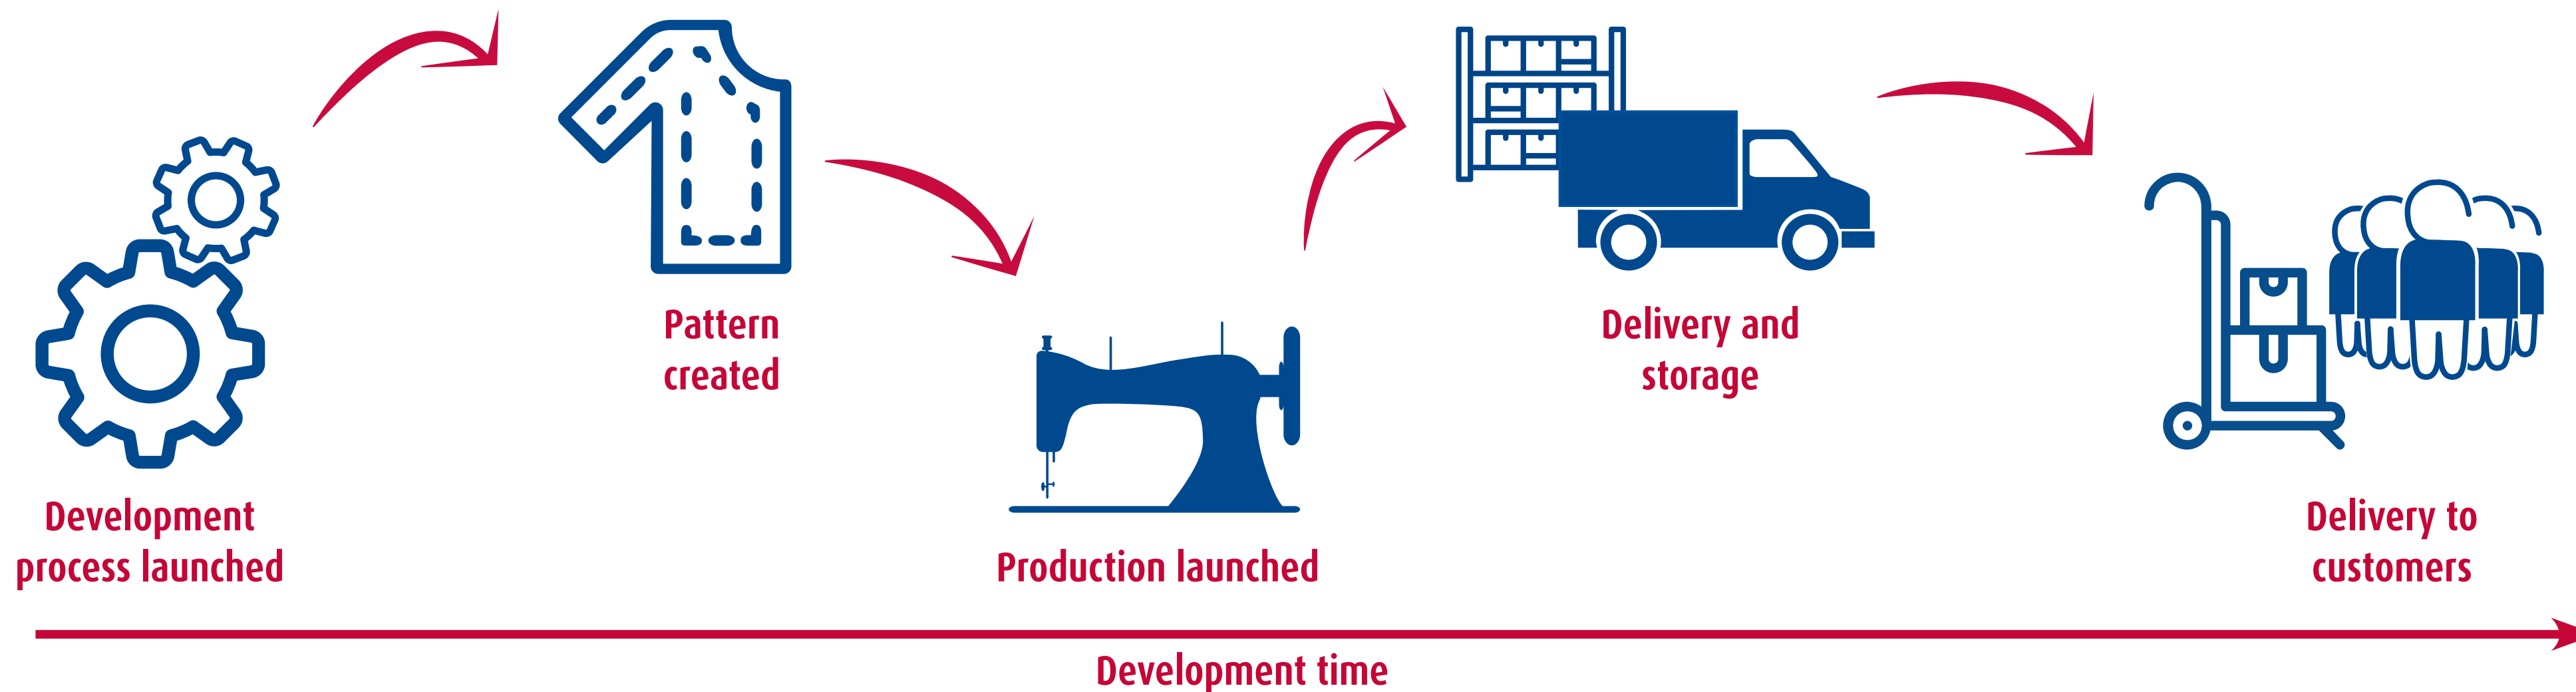 Development
process launched
Pattern
created
Production launched
Delivery and
storage
Delivery to
customers
Development time